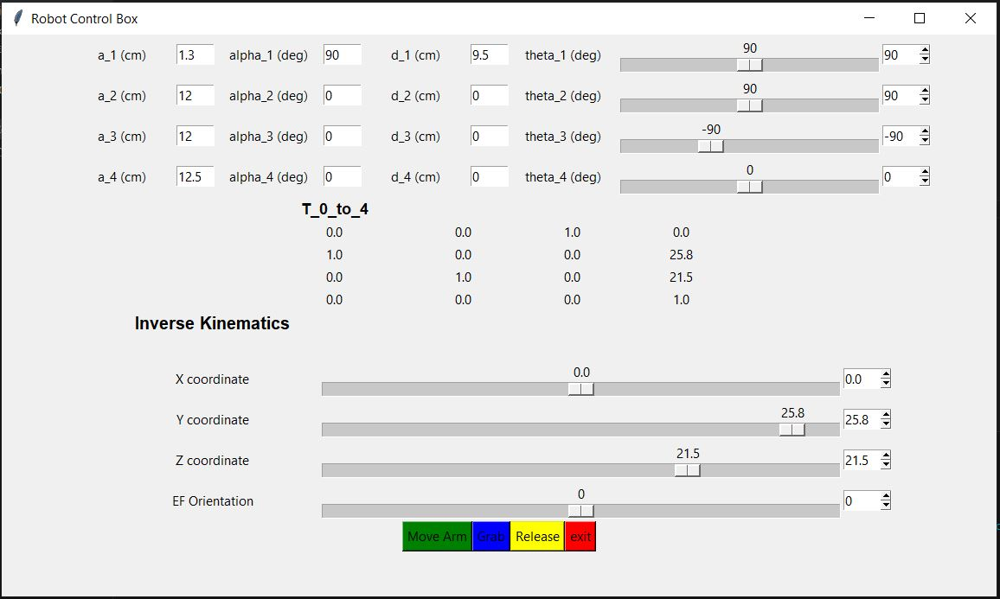 Robot Control Box
a_1 (cm) 1.3 alpha_1 (deg) 90 d_1 (cm) 9.5 theta_1 (deg) 90 90
a_2 (cm) 12 alpha_2 (deg) 0 d_2 (cm) 0 theta_2 (deg) 90 90
a_3 (cm) 12 alpha_3 (deg) 0 d_3 (cm) 0 theta_3 (deg) -90 -90
a_4 (cm) 12.5 alpha_4 (deg) 0 d_4 (cm) 0 theta_4 (deg) 0 0
T_0_to_4
0.0 0.0 1.0 0.0
1.0 0.0 0.0 25.8
0.0 1.0 0.0 21.5
0.0 0.0 0.0 1.0
Inverse Kinematics
X coordinate 0.0 0.0
Y coordinate 25.8 25.8
Z coordinate 21.5 21.5
EF Orientation 0 0
Move Arm Grab Release exit